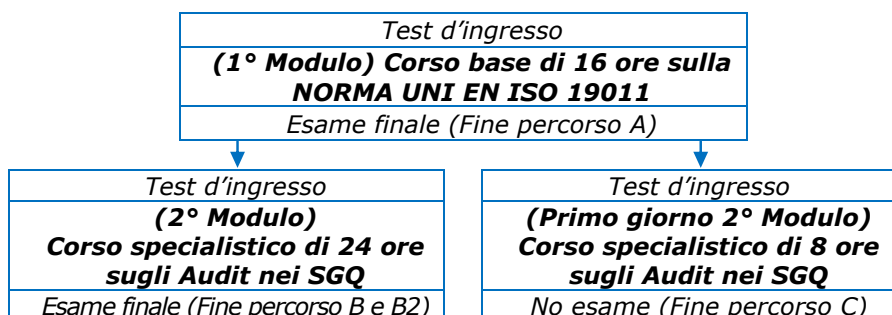 Test d’ingresso
(1° Modulo) Corso base di 16 ore sulla
NORMA UNI EN ISO 19011
Esame finale (Fine percorso A)
Test d’ingresso
(2° Modulo)
Corso specialistico di 24 ore
sugli Audit nei SGQ
Esame finale (Fine percorso B e B2)
Test d’ingresso
(Primo giorno 2° Modulo)
Corso specialistico di 8 ore
sugli Audit nei SGQ
No esame (Fine percorso C)